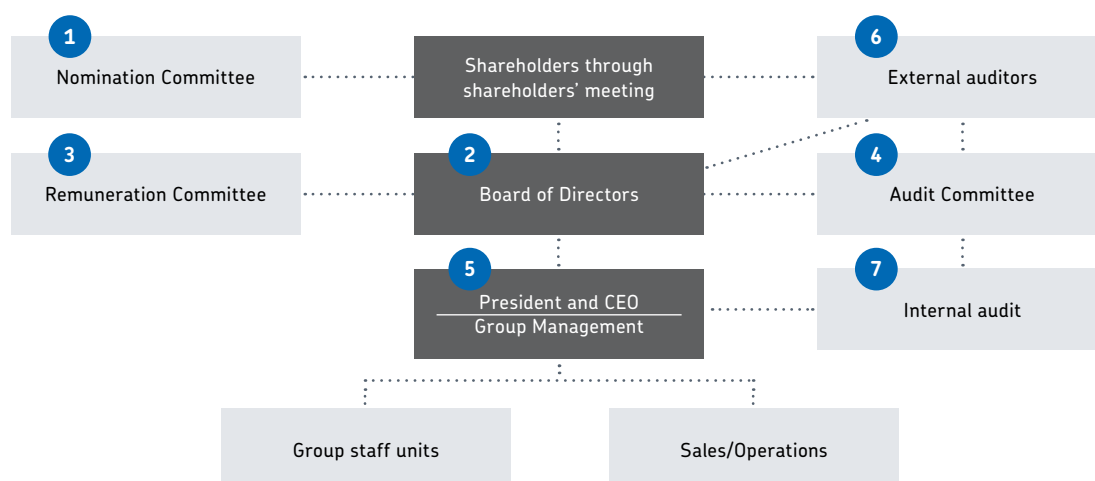 1
Nomination Committee
Shareholders through
shareholders’ meeting
6
External auditors
3
Remuneration Committee
2
Board of Directors
4
Audit Committee
5
President and CEO
Group Management
7
Internal audit
Group staff units
Sales/Operations